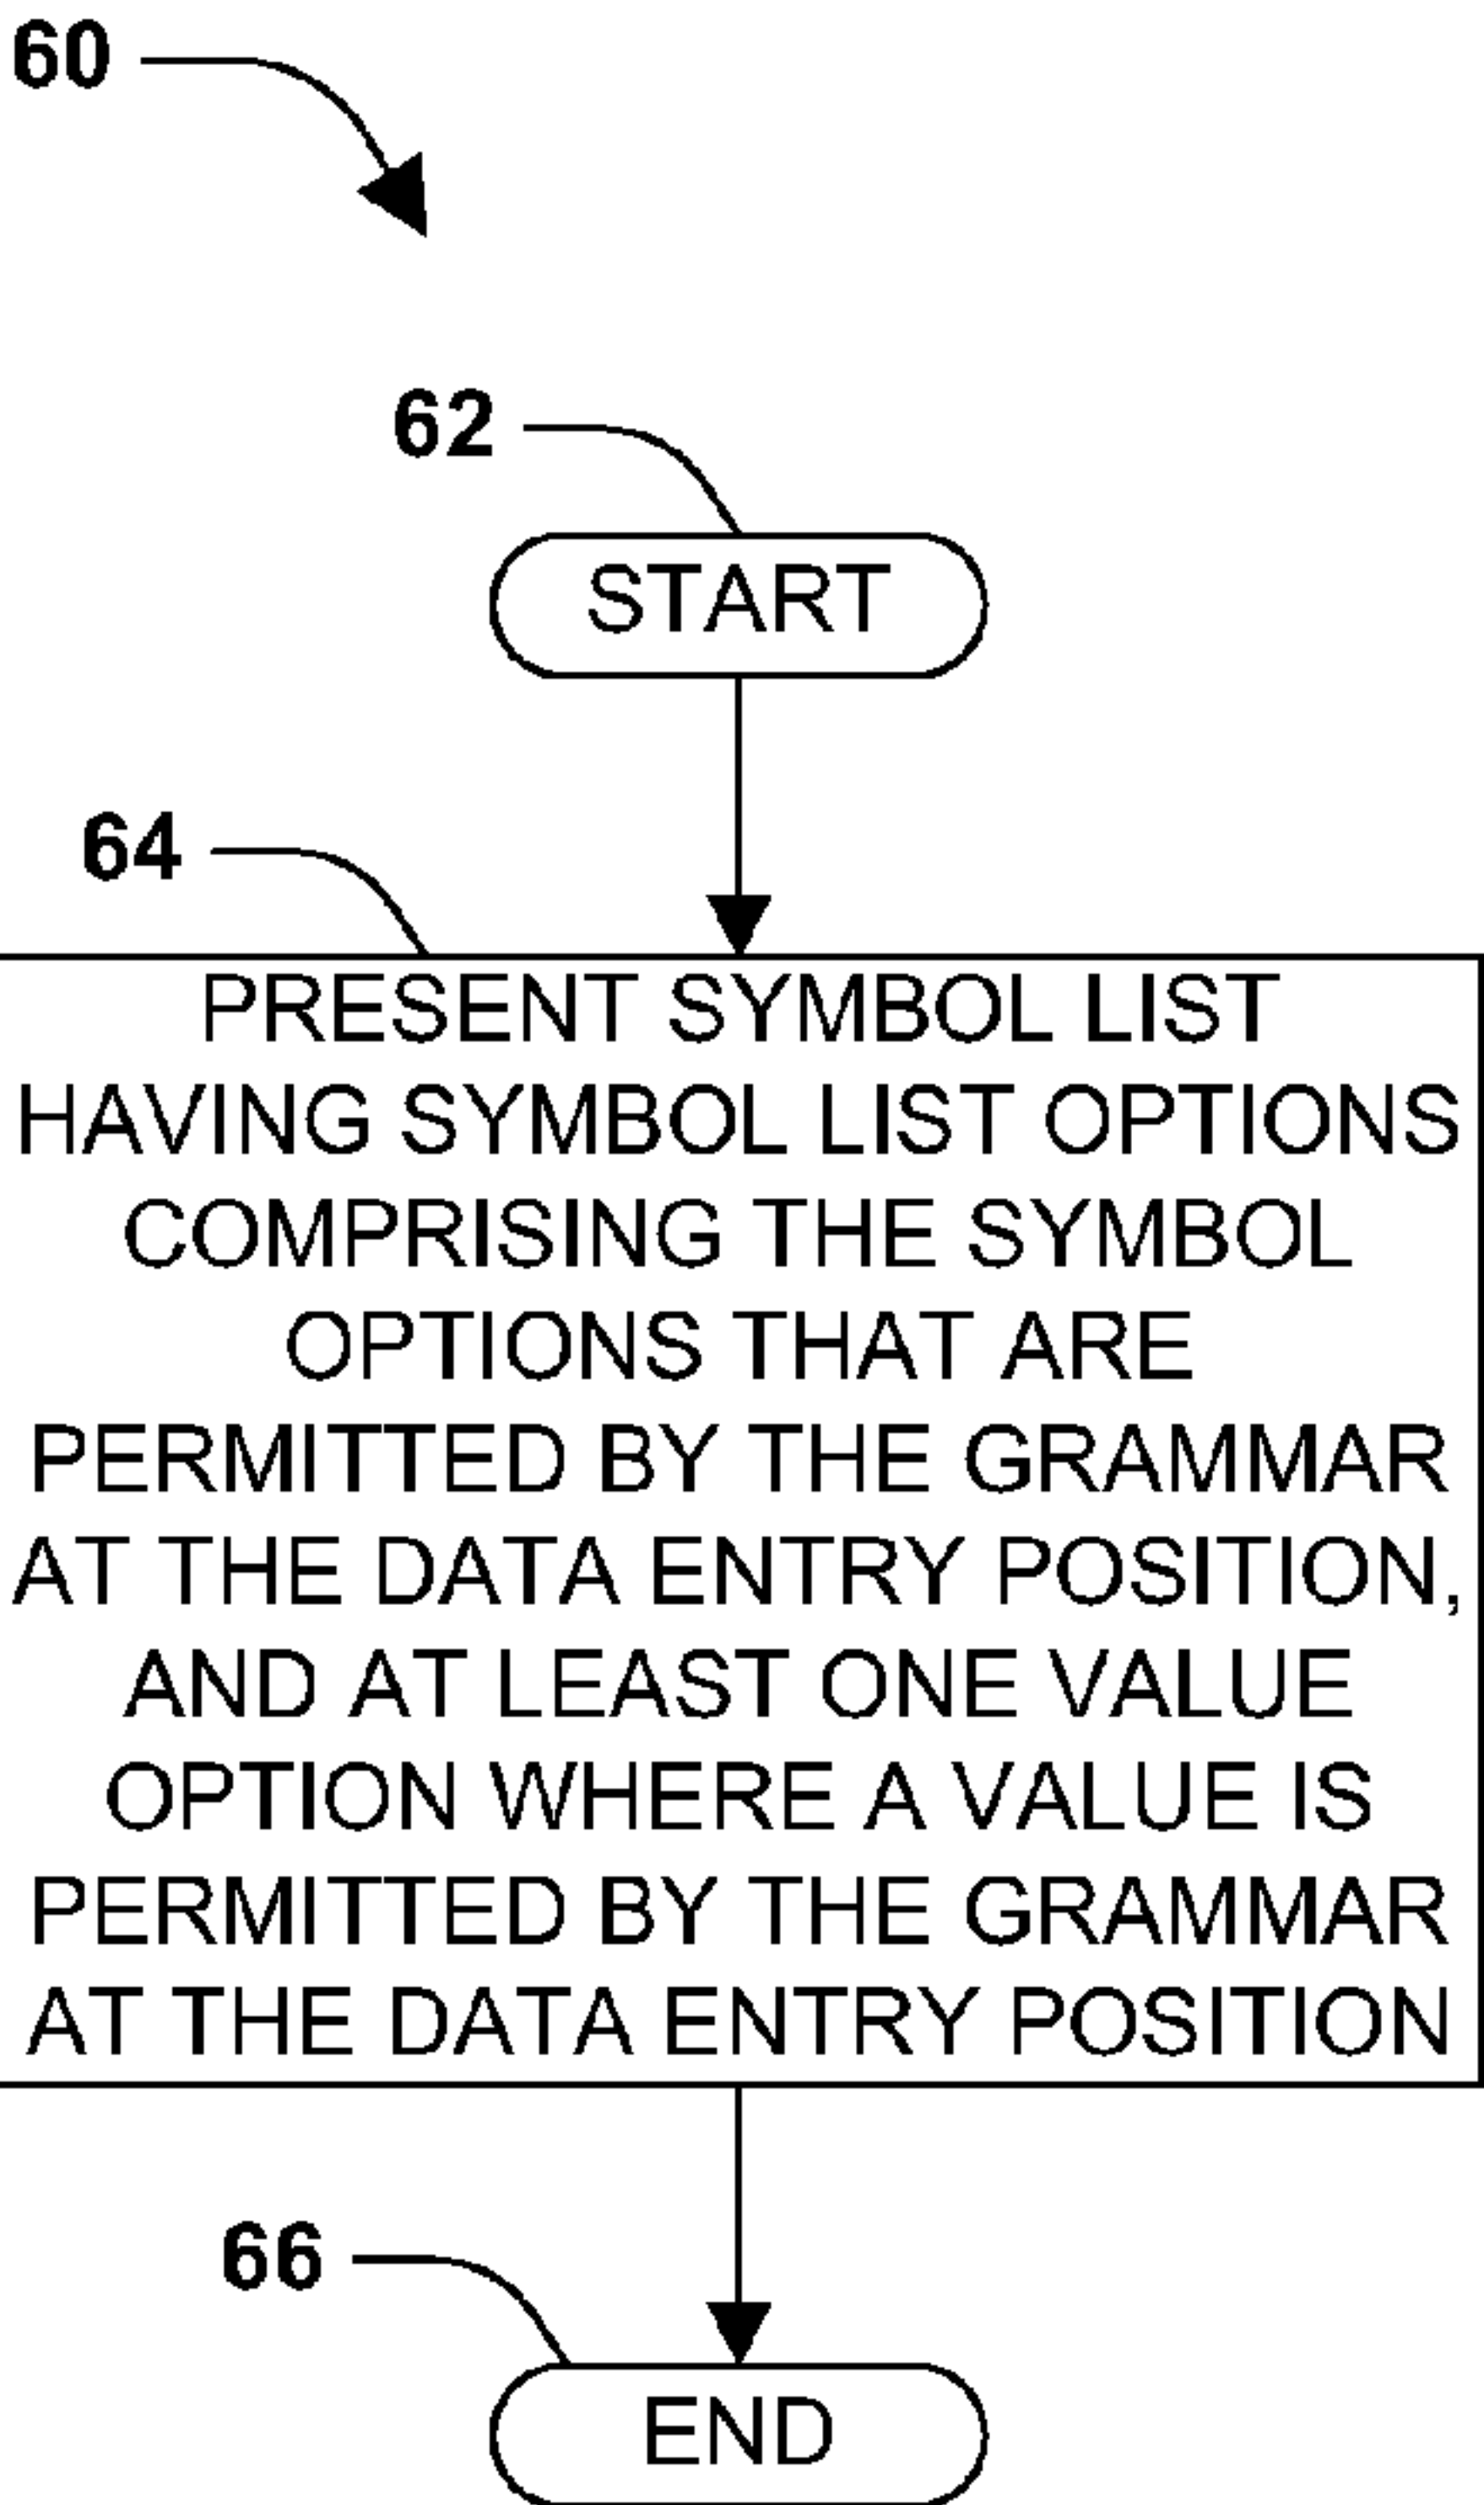 60
62
START
64
PRESENT SYMBOL LIST
HAVING SYMBOL LIST OPTIONS
COMPRISING THE SYMBOL
OPTIONS THAT ARE
PERMITTED BY THE GRAMMAR
AT THE DATA ENTRY POSITION,
AND AT LEAST ONE VALUE
OPTION WHERE A VALUE IS
PERMITTED BY THE GRAMMAR
AT THE DATA ENTRY POSITION
66
END